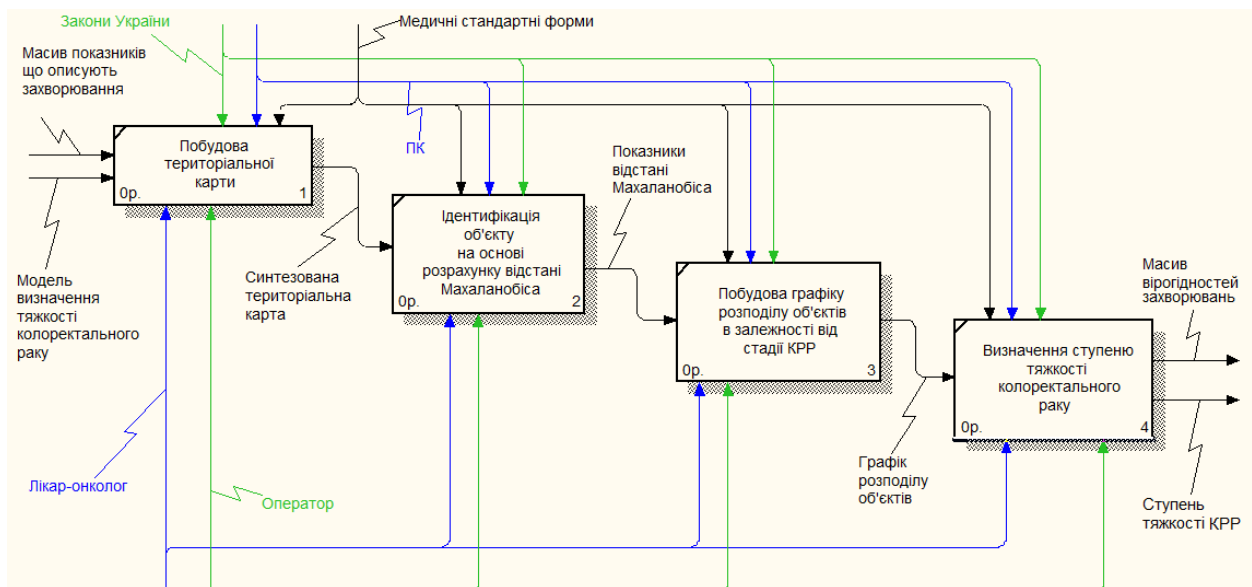 Закони України
Медичні стандартні форми
Масив показників
що описують
захворювання
ПК
Побудова
територіальної
карти
0р.
1
Показники
відстані
Махаланобіса
Ідентифікація
об'єкту
на основі
розрахунку відстані
Махаланобіса
0р.
2
Модель
визначення
тяжкості
колоректального
раку
Синтезована
територіальна
карта
Побудова графіку
розподілу об'єктів
в залежності від
стадії КРР
0р.
3
Масив
вірогідностей
захворювань
Визначення ступеню
тяжкості
колоректального
раку
0р.
4
Графік
розподілу
об'єктів
Ступень
тяжкості КРР
Лікар-онколог
Оператор